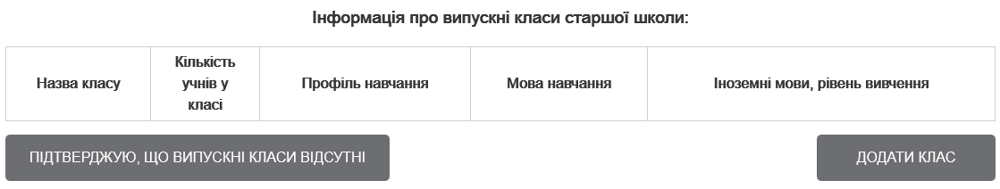 Інформація про випускні класи старшої школи:
Назва класу
Кількість
учнів у
класі
Профіль навчання
Мова навчання
Іноземні мови, рівень вивчення
ПІДТВЕРДЖУЮ, ЩО ВИПУСКНІ КЛАСИ ВІДСУТНІ
ДОДАТИ КЛАС